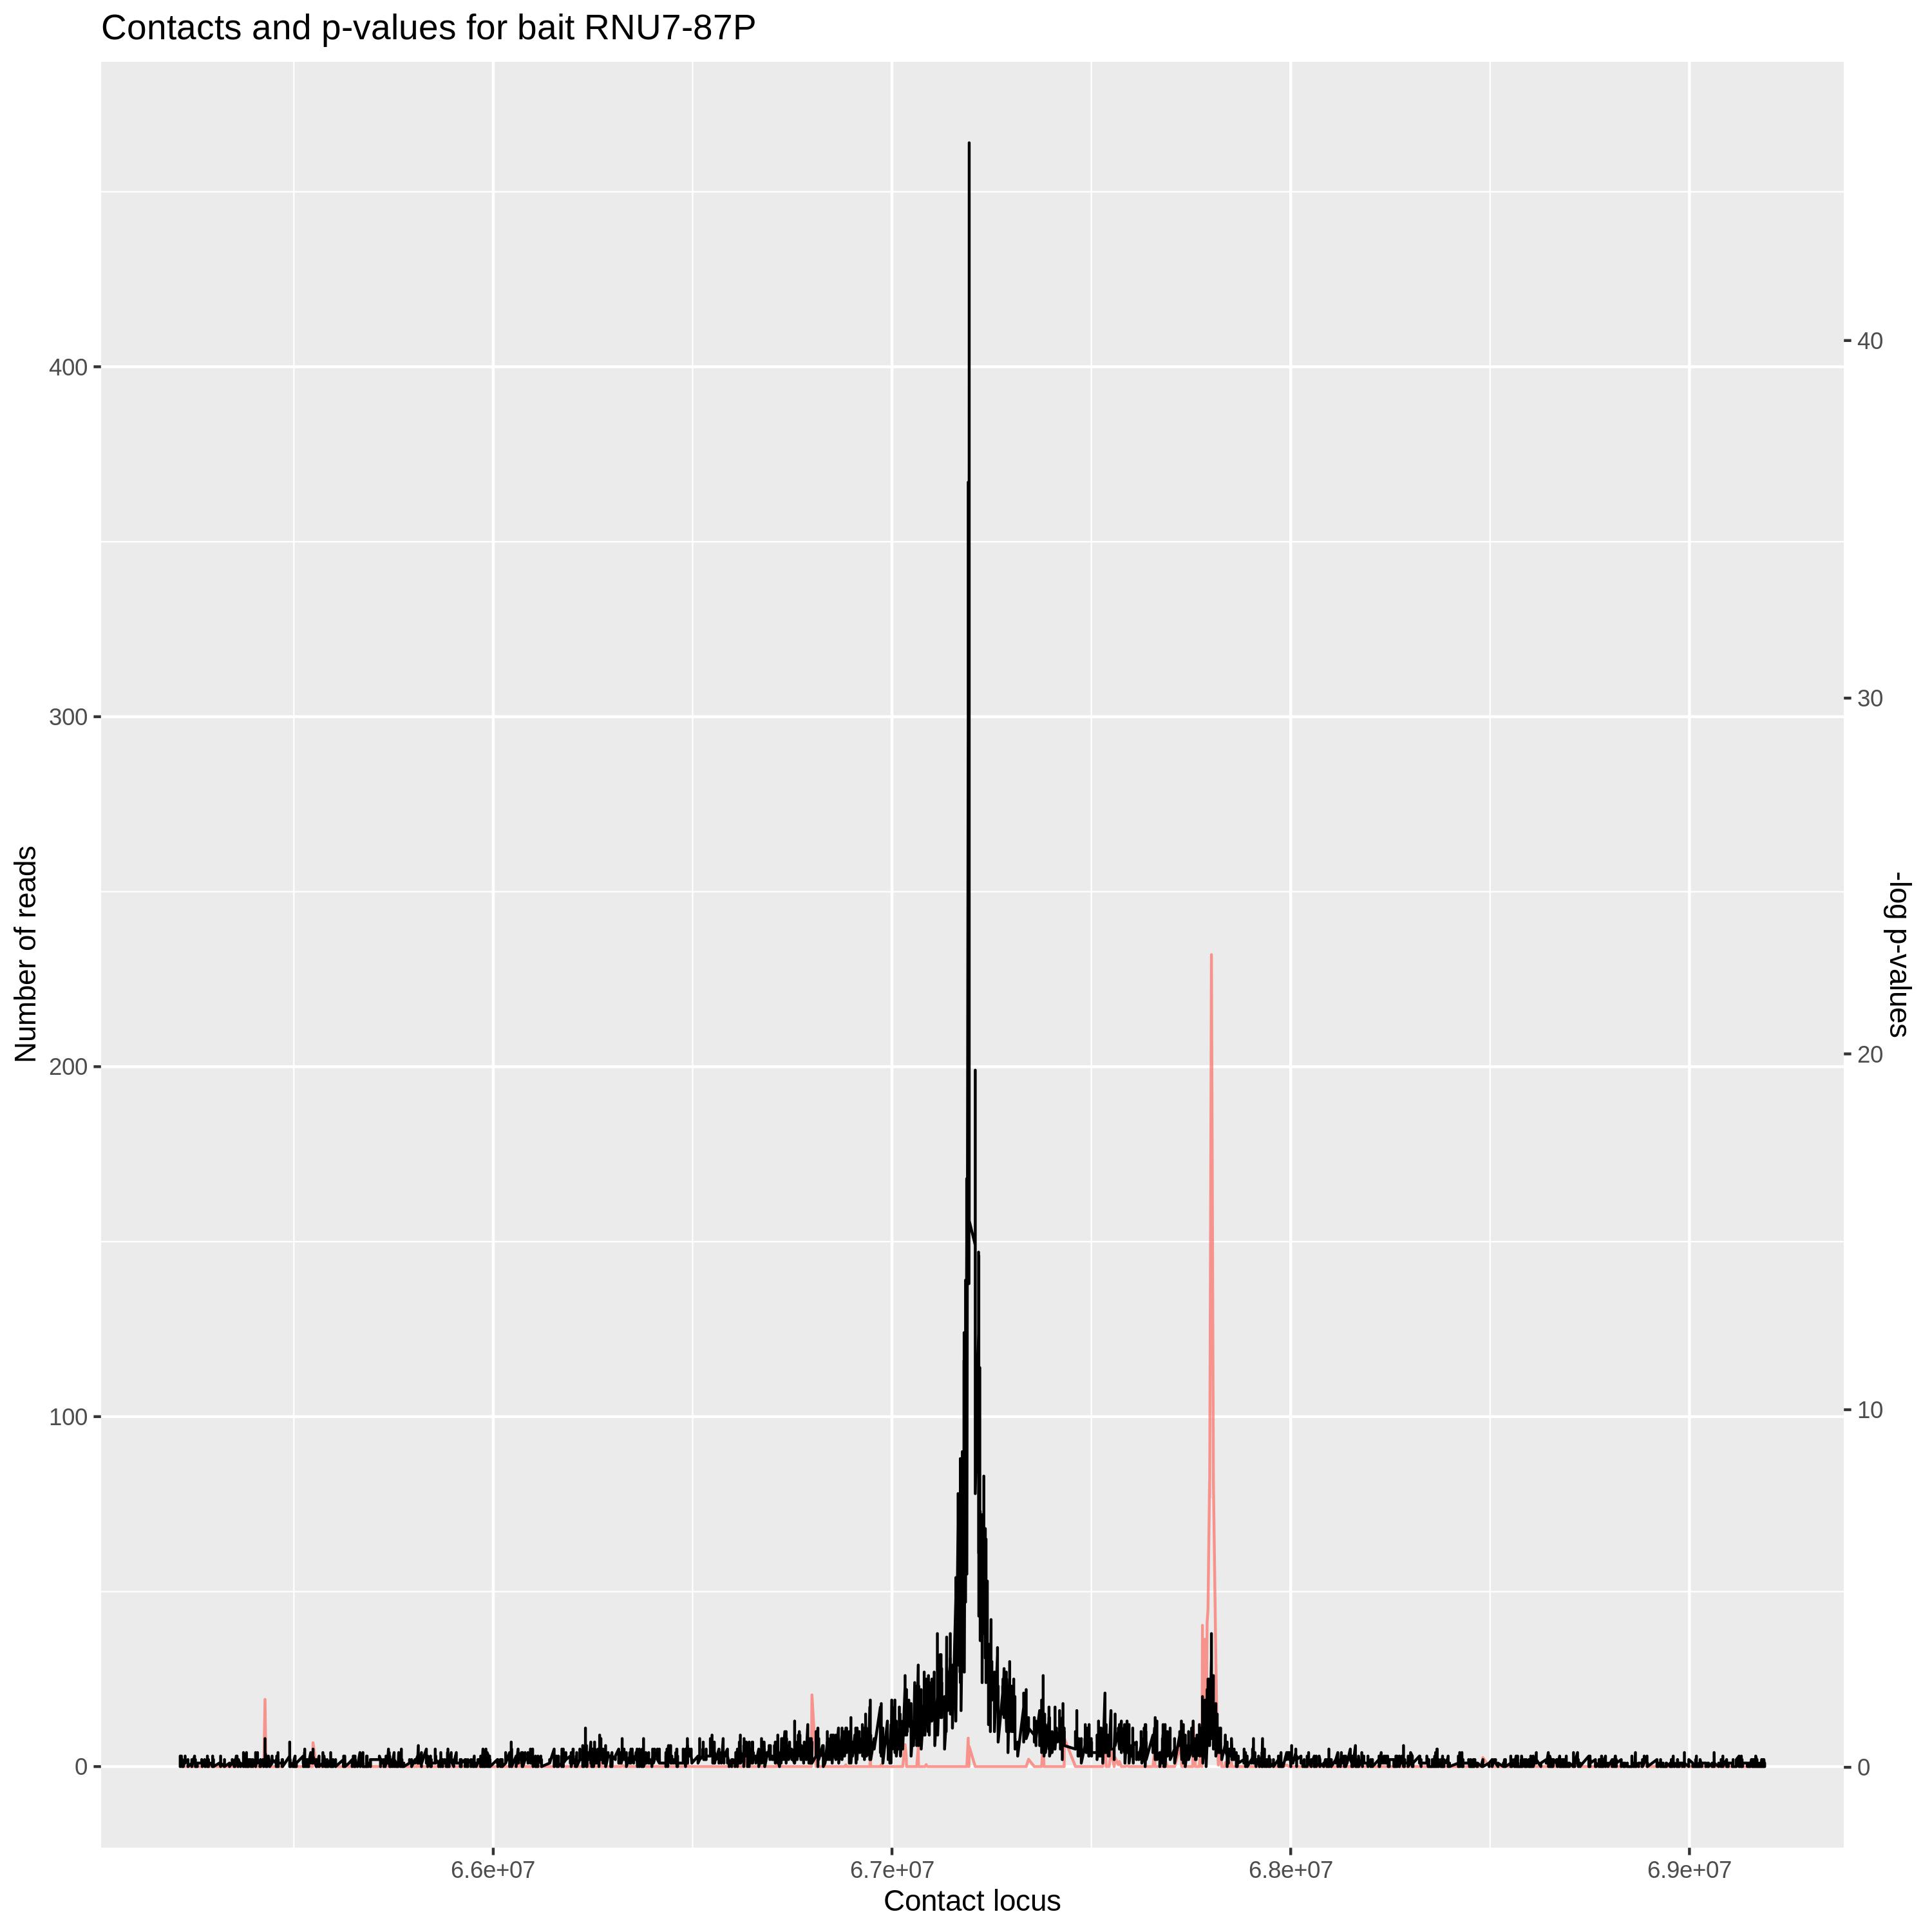 Contacts and p-values for bait RNU7-87P
400
300
200
100
0
Number of reads
40
30
20
10
0
-log p-values
6.6e+07
6.7e+07
6.8e+07
6.9e+07
Contact locus